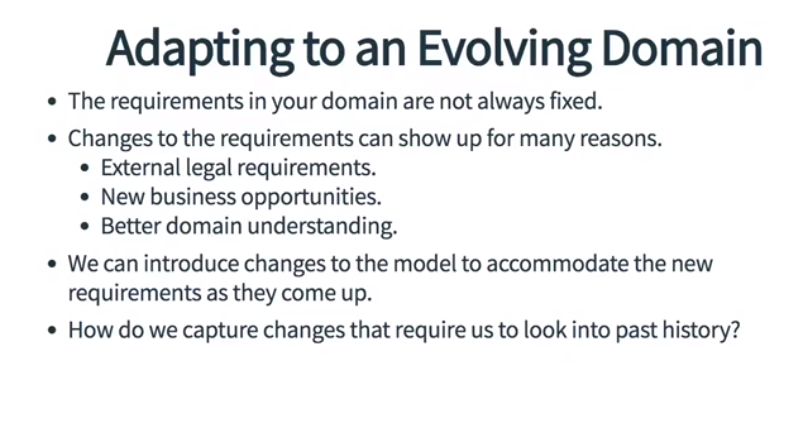 Adapting to an Evolving Domain
• The requirements in your domain are not always fixed.
• Changes to the requirements can show up for many reasons.
• External legal requirements.
• New business opportunities.
• Better domain understanding.
• We can introduce changes to the model to accommodate the new
requirements as they come up.
• How do we capture changes that require us to look into past history?